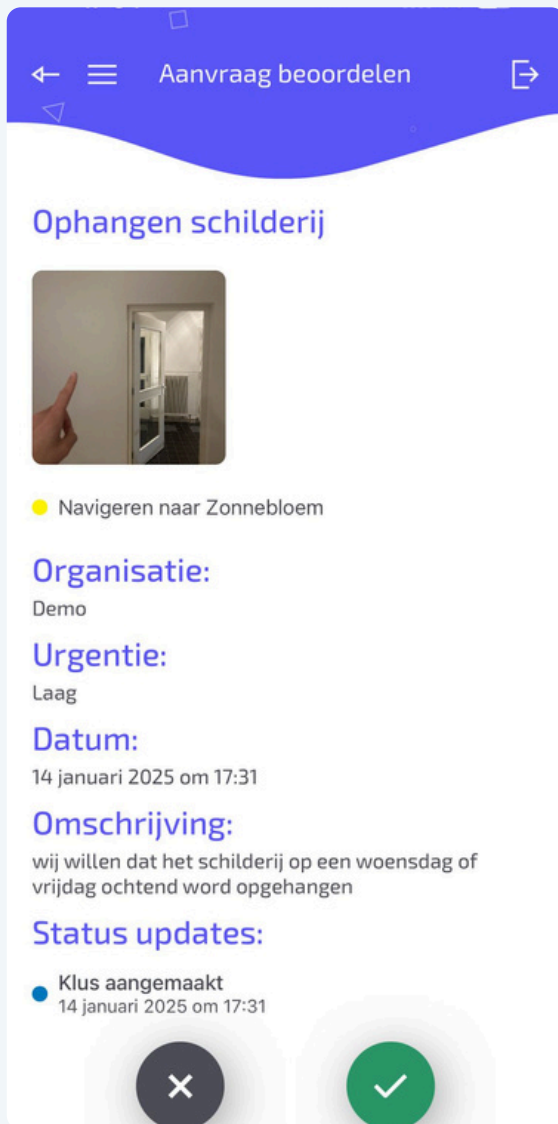 Aanvraag beoordelen
Ophangen schilderij
Navigeren naar Zonnebloem
Organisatie:
Demo
Urgentie:
Laag
Datum:
14 januari 2025 om 17:31
Omschrijving:
wij willen dat het schilderij op een woensdag of
vrijdag ochtend word opgehangen
Status updates:
Klus aangemaakt
14 januari 2025 om 17:31